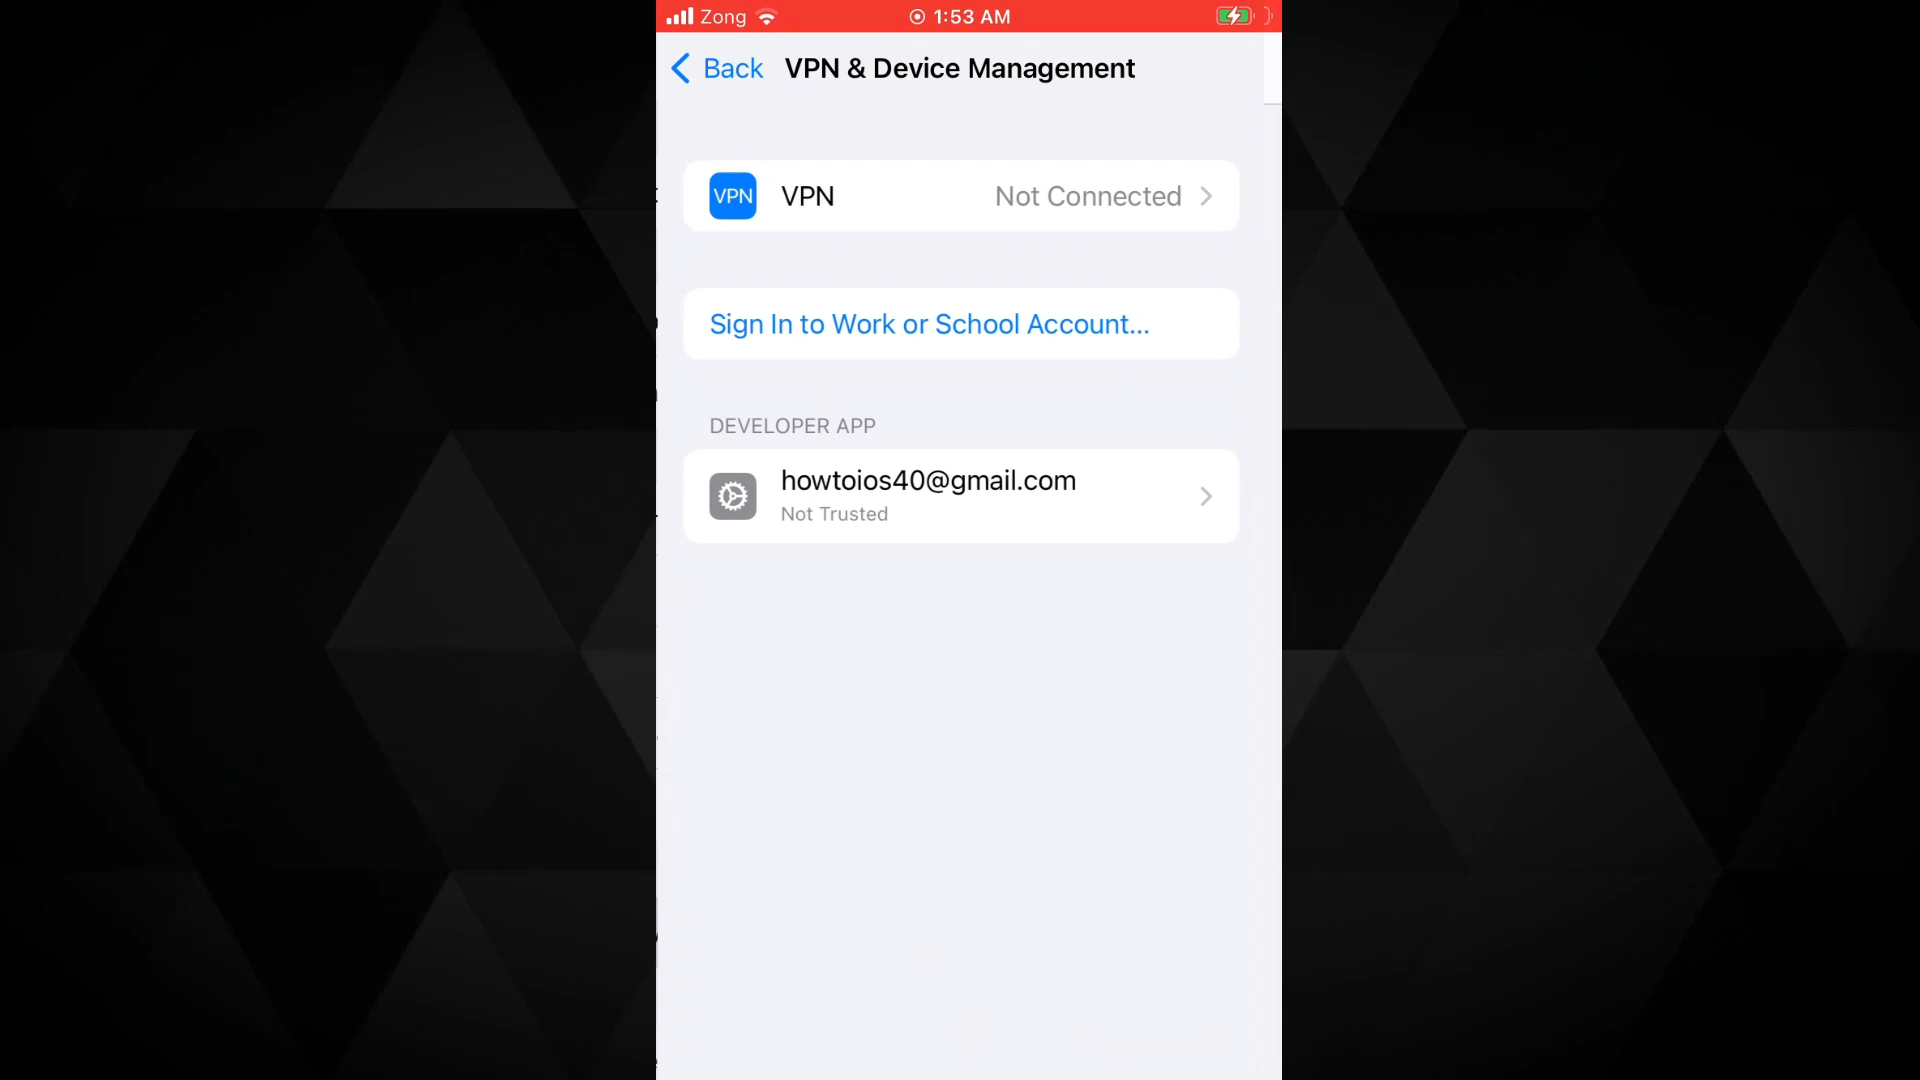 Zong 1:53 AM
Back VPN & Device Management
VPN VPN Not Connected
Sign In to Work or School Account...
DEVELOPER APP
howtoios40@gmail.com
Not Trusted